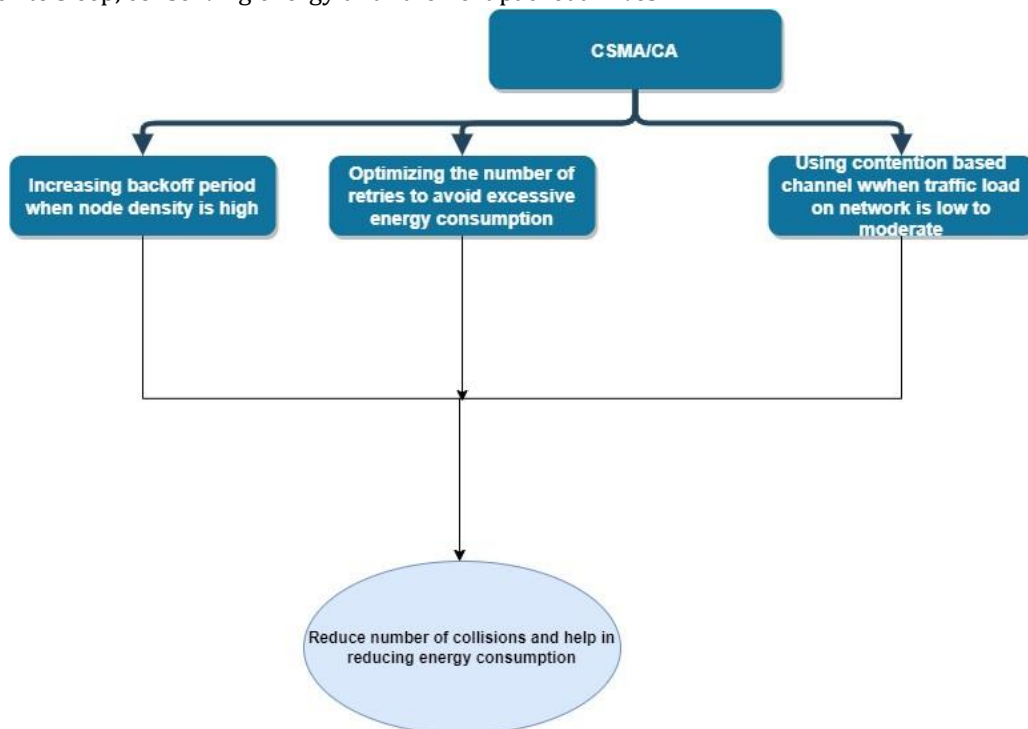 CSMA/CA
Increasing backoff period
when node density is high
Optimizing the number of
retries to avoid excessive
energy consumption
Using contention based
channel wwhen traffic load
on network is low to
moderate
Reduce number of collisions and help in
reducing energy consumption